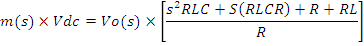 m(s) × Vdc = Vo(s) × [ (s²RLC + S(RLCR) + R + RL) / R ]